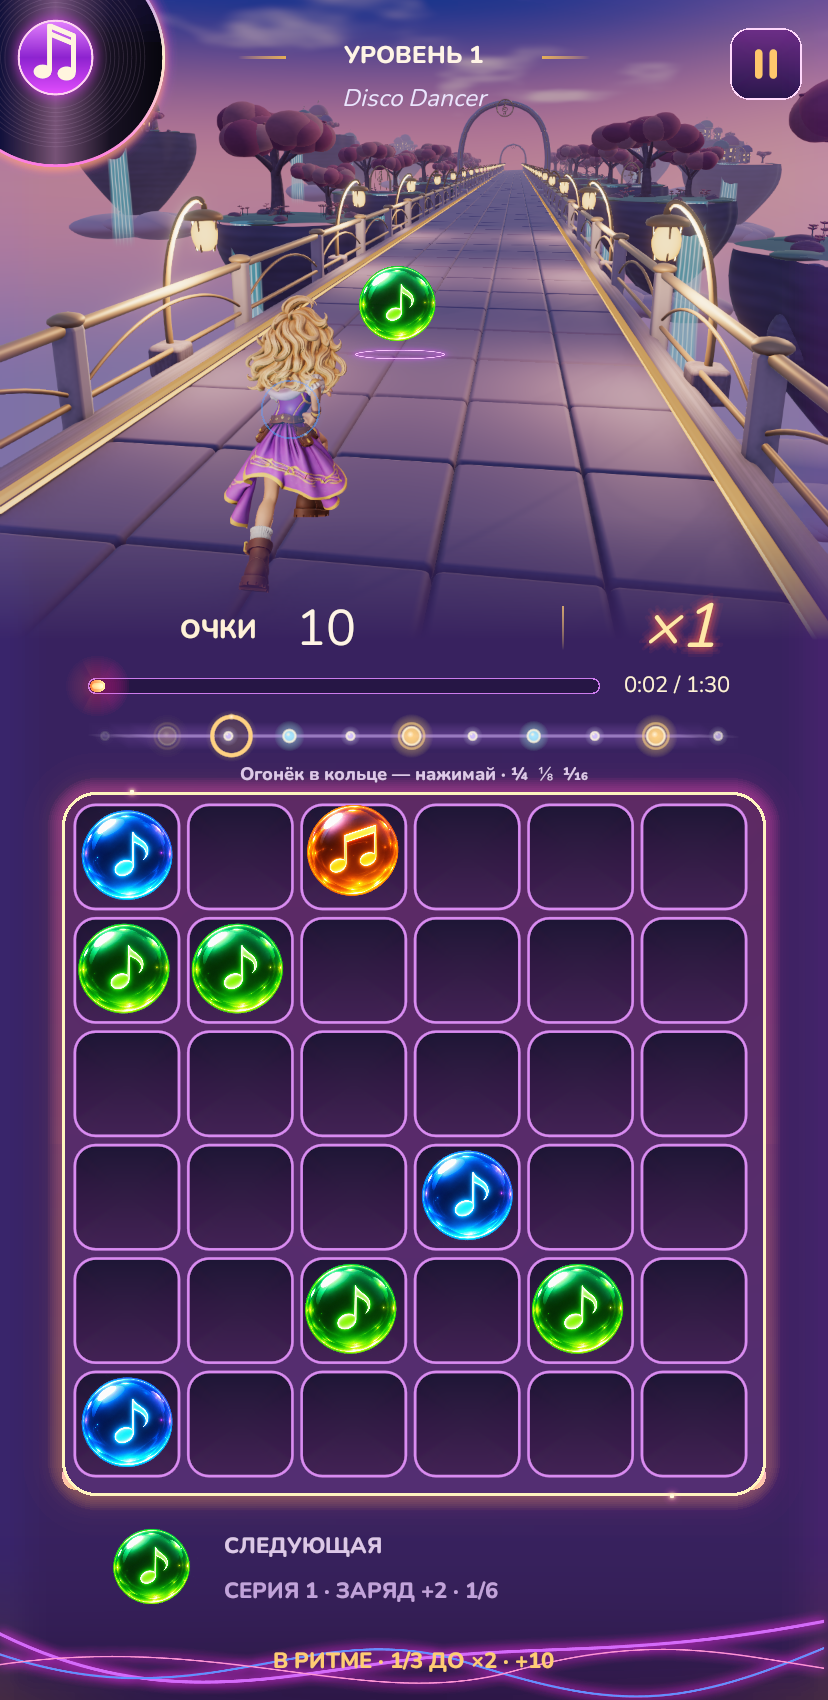 УРОВЕНЬ 1
Disco Dancer
ОЧКИ 10 ×1
0:02 / 1:30
Огонёк в кольце — нажимай · ¼ ⅛ ¹⁄₁₆
СЛЕДУЮЩАЯ
СЕРИЯ 1 · ЗАРЯД +2 · 1/6
В РИТМЕ · 1/3 ДО ×2 · +10